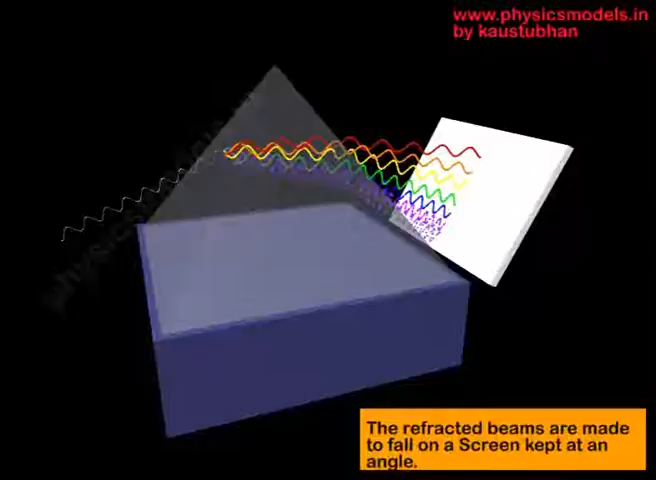 www.physicsmodels.in
by kaustubhan
The refracted beams are made
to fall on a Screen kept at an
angle.